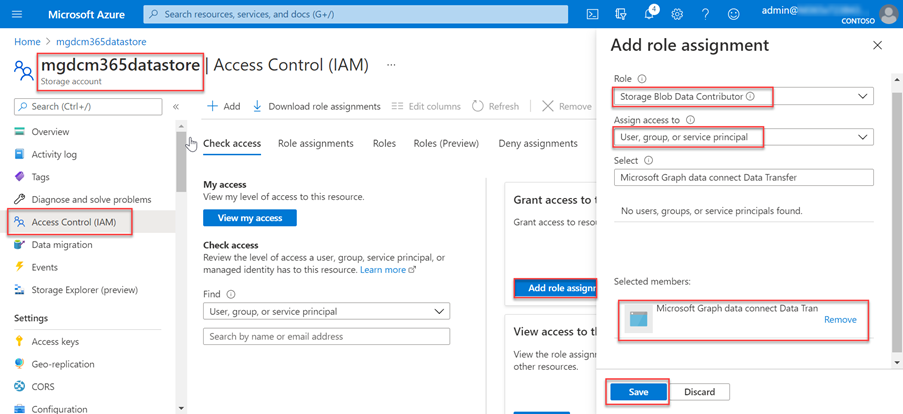 Microsoft Azure
Search resources, services, and docs (G+/)
4
admin@
CONTOSO
Home > mgdcm365datastore
mgdcm365datastore | Access Control (IAM) ...
Storage account
Search (Ctrl+/)
«
Add
Download role assignments
Edit columns
Refresh
Remove
Overview
Activity log
Tags
Diagnose and solve problems
Access Control (IAM)
Data migration
Events
Storage Explorer (preview)
Settings
Access keys
Geo-replication
CORS
Configuration
Check access
Role assignments
Roles
Roles (Preview)
Deny assignments
My access
View my level of access to this resource.
View my access
Check access
Review the level of access a user, group, service principal, or
managed identity has to this resource. Learn more
Find
User, group, or service principal
Search by name or email address
Grant access to t
Grant access to resou
Add role assignm
View access to th
View the role assignm
other resources.
Add role assignment
Role
Storage Blob Data Contributor
Assign access to
User, group, or service principal
Select
Microsoft Graph data connect Data Transfer
No users, groups, or service principals found.
Selected members:
Microsoft Graph data connect Data Tran
Remove
Save
Discard